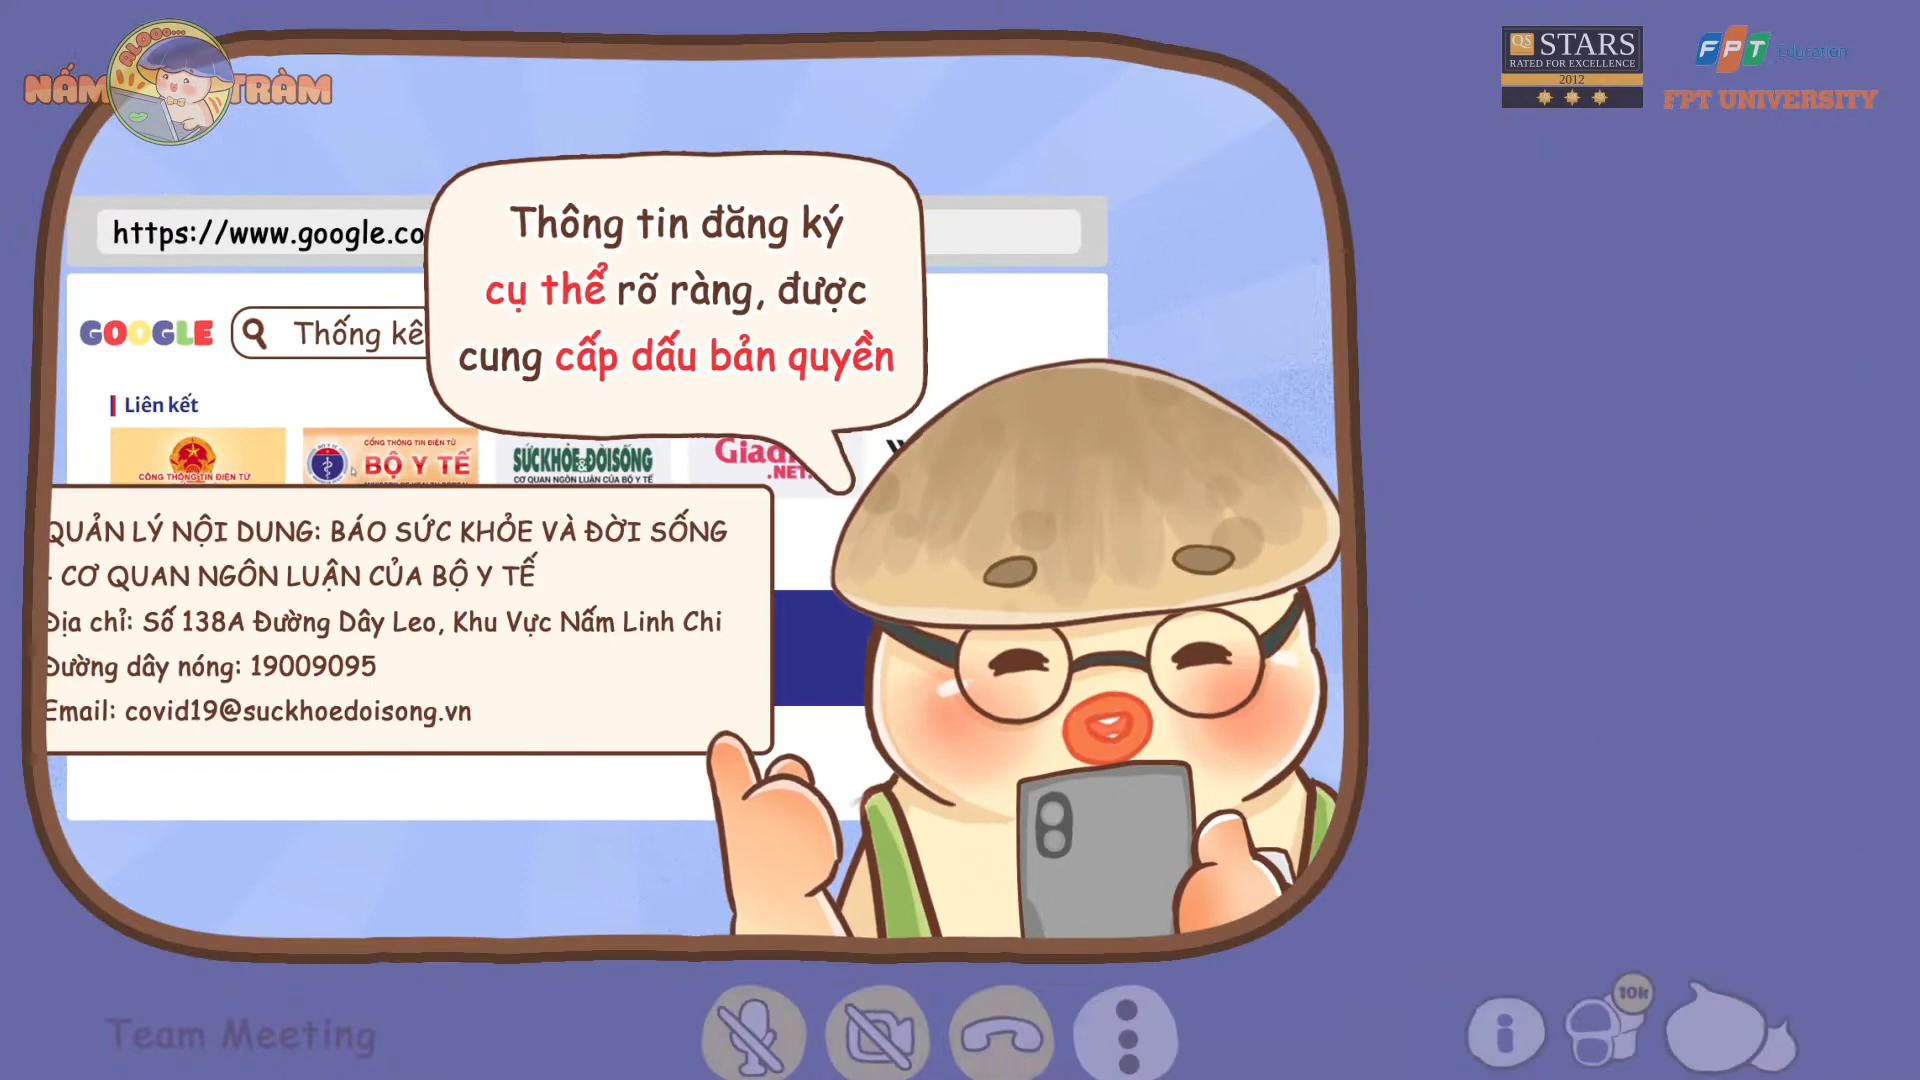 ALOOO...
NẤM TRÀM
QS STARS
RATED FOR EXCELLENCE
2012
FPT Education
FPT UNIVERSITY
https://www.google.co
Thông tin đăng ký
cụ thể rõ ràng, được
cung cấp dấu bản quyền
GOOGLE
Thống kê
Liên kết
CỔNG THÔNG TIN ĐIỆN TỬ
CỔNG THÔNG TIN ĐIỆN TỬ
BỘ Y TẾ
SỨC KHỎE & ĐỜI SỐNG
CƠ QUAN NGÔN LUẬN CỦA BỘ Y TẾ
.NET
QUẢN LÝ NỘI DUNG: BÁO SỨC KHỎE VÀ ĐỜI SỐNG
- CƠ QUAN NGÔN LUẬN CỦA BỘ Y TẾ
Địa chỉ: Số 138A Đường Dây Leo, Khu Vực Nấm Linh Chi
Đường dây nóng: 19009095
Email: covid19@suckhoedoisong.vn
Team Meeting
10k